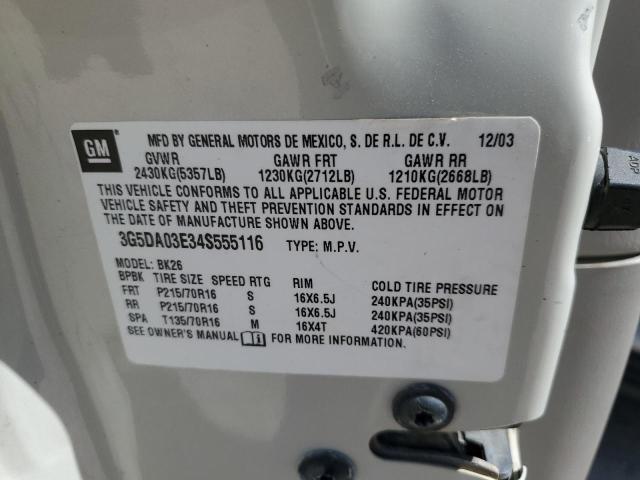 GM
MFD BY GENERAL MOTORS DE MEXICO, S. DE R.L. DE C.V. 12/03
GVWR GAWR FRT GAWR RR
2430KG(5357LB) 1230KG(2712LB) 1210KG(2668LB)
THIS VEHICLE CONFORMS TO ALL APPLICABLE U.S. FEDERAL MOTOR
VEHICLE SAFETY AND THEFT PREVENTION STANDARDS IN EFFECT ON
THE DATE OF MANUFACTURE SHOWN ABOVE.
3G5DA03E34S555116 TYPE: M.P.V.
MODEL: BK26
BPBK TIRE SIZE SPEED RTG RIM COLD TIRE PRESSURE
FRT P215/70R16 S 16X6.5J 240KPA(35PSI)
RR P215/70R16 S 16X6.5J 240KPA(35PSI)
SPA T135/70R16 M 16X4T 420KPA(60PSI)
SEE OWNER'S MANUAL FOR MORE INFORMATION.